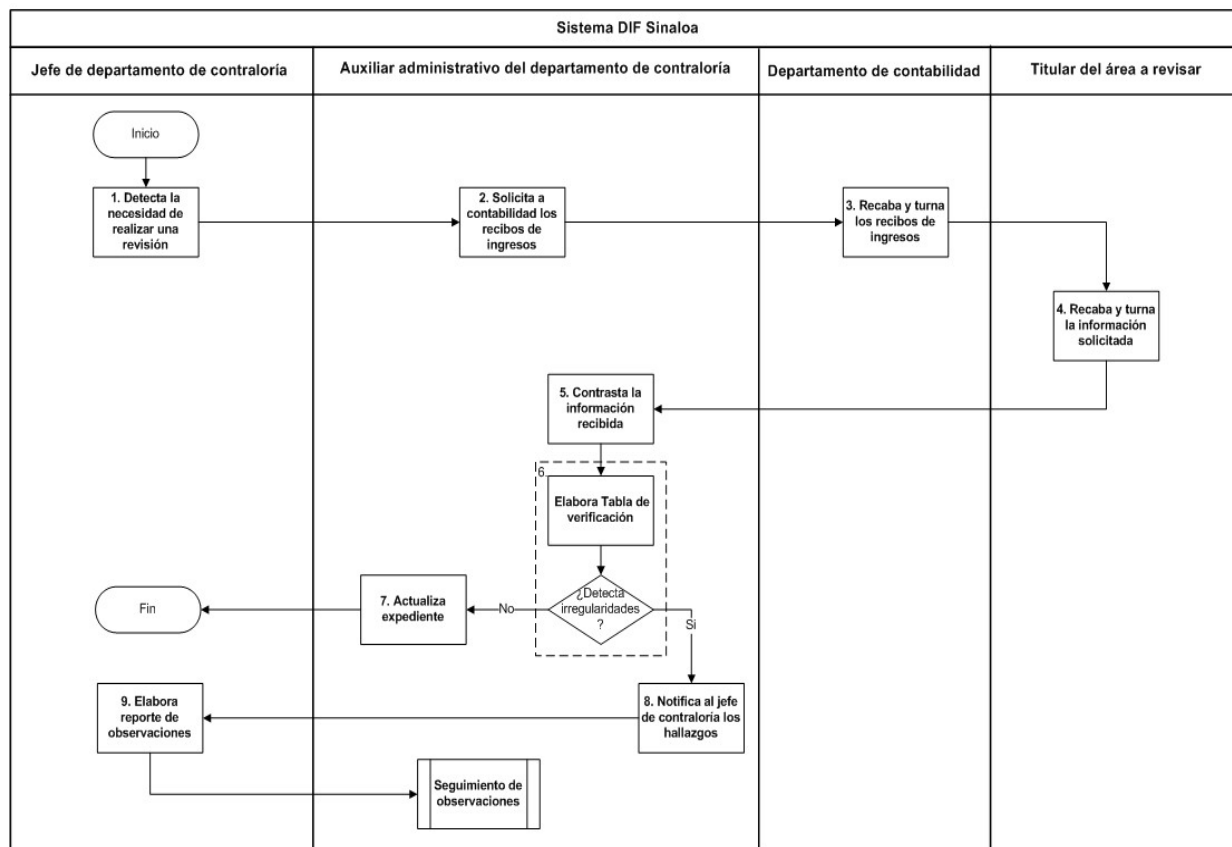 Sistema DIF Sinaloa
Jefe de departamento de contraloría
Auxiliar administrativo del departamento de contraloría
Departamento de contabilidad
Titular del área a revisar
Inicio
1. Detecta la
necesidad de
realizar una
revisión
2. Solicita a
contabilidad los
recibos de
ingresos
3. Recaba y turna
los recibos de
ingresos
4. Recaba y turna
la información
solicitada
5. Contrasta la
información
recibida
6
Elabora Tabla de
verificación
¿Detecta
irregularidades
?
No
Si
7. Actualiza
expediente
Fin
8. Notifica al jefe
de contraloría los
hallazgos
9. Elabora
reporte de
observaciones
Seguimiento de
observaciones